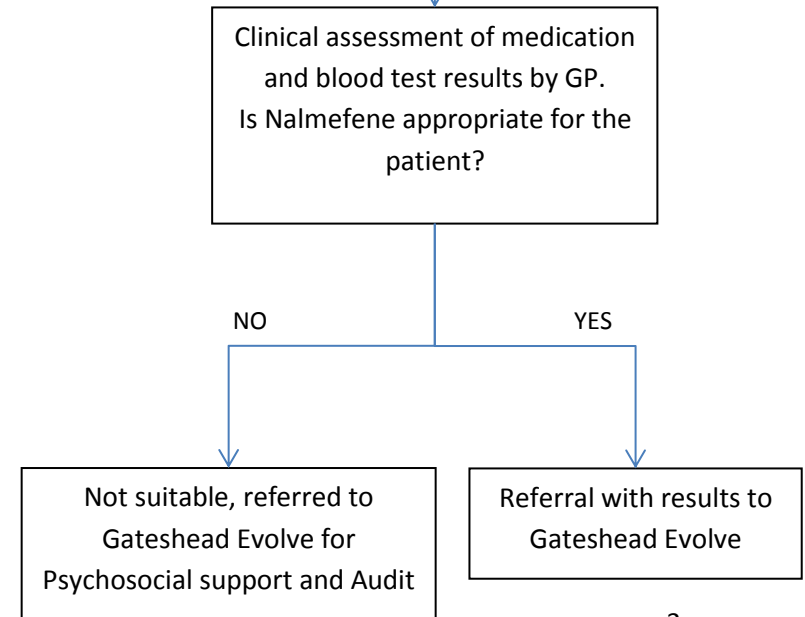 Clinical assessment of medication
and blood test results by GP.
Is Nalmefene appropriate for the
patient?
NO
YES
Not suitable, referred to
Gateshead Evolve for
Psychosocial support and Audit
Referral with results to
Gateshead Evolve